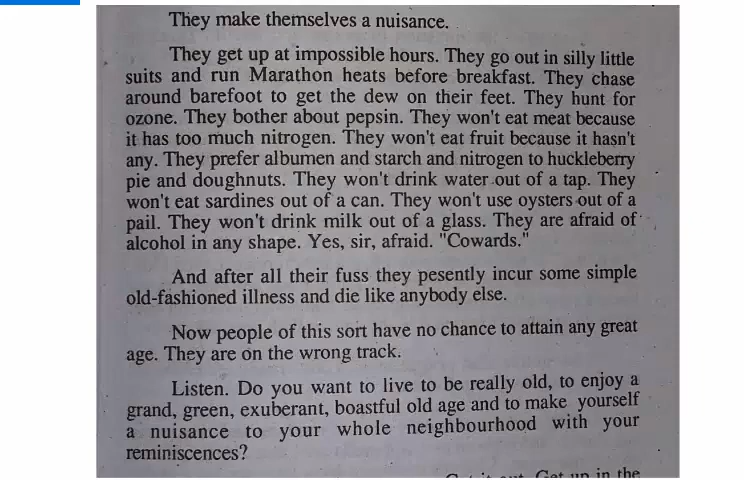 They make themselves a nuisance.
They get up at impossible hours. They go out in silly little
suits and run Marathon heats before breakfast. They chase
around barefoot to get the dew on their feet. They hunt for
ozone. They bother about pepsin. They won't eat meat because
it has too much nitrogen. They won't eat fruit because it hasn't
any. They prefer albumen and starch and nitrogen to huckleberry
pie and doughnuts. They won't drink water out of a tap. They
won't eat sardines out of a can. They won't use oysters out of a
pail. They won't drink milk out of a glass. They are afraid of
alcohol in any shape. Yes, sir, afraid. "Cowards."
And after all their fuss they pesently incur some simple
old-fashioned illness and die like anybody else.
Now people of this sort have no chance to attain any great
age. They are on the wrong track.
Listen. Do you want to live to be really old, to enjoy a
grand, green, exuberant, boastful old age and to make yourself
a nuisance to your whole neighbourhood with your
reminiscences?
Get up in the